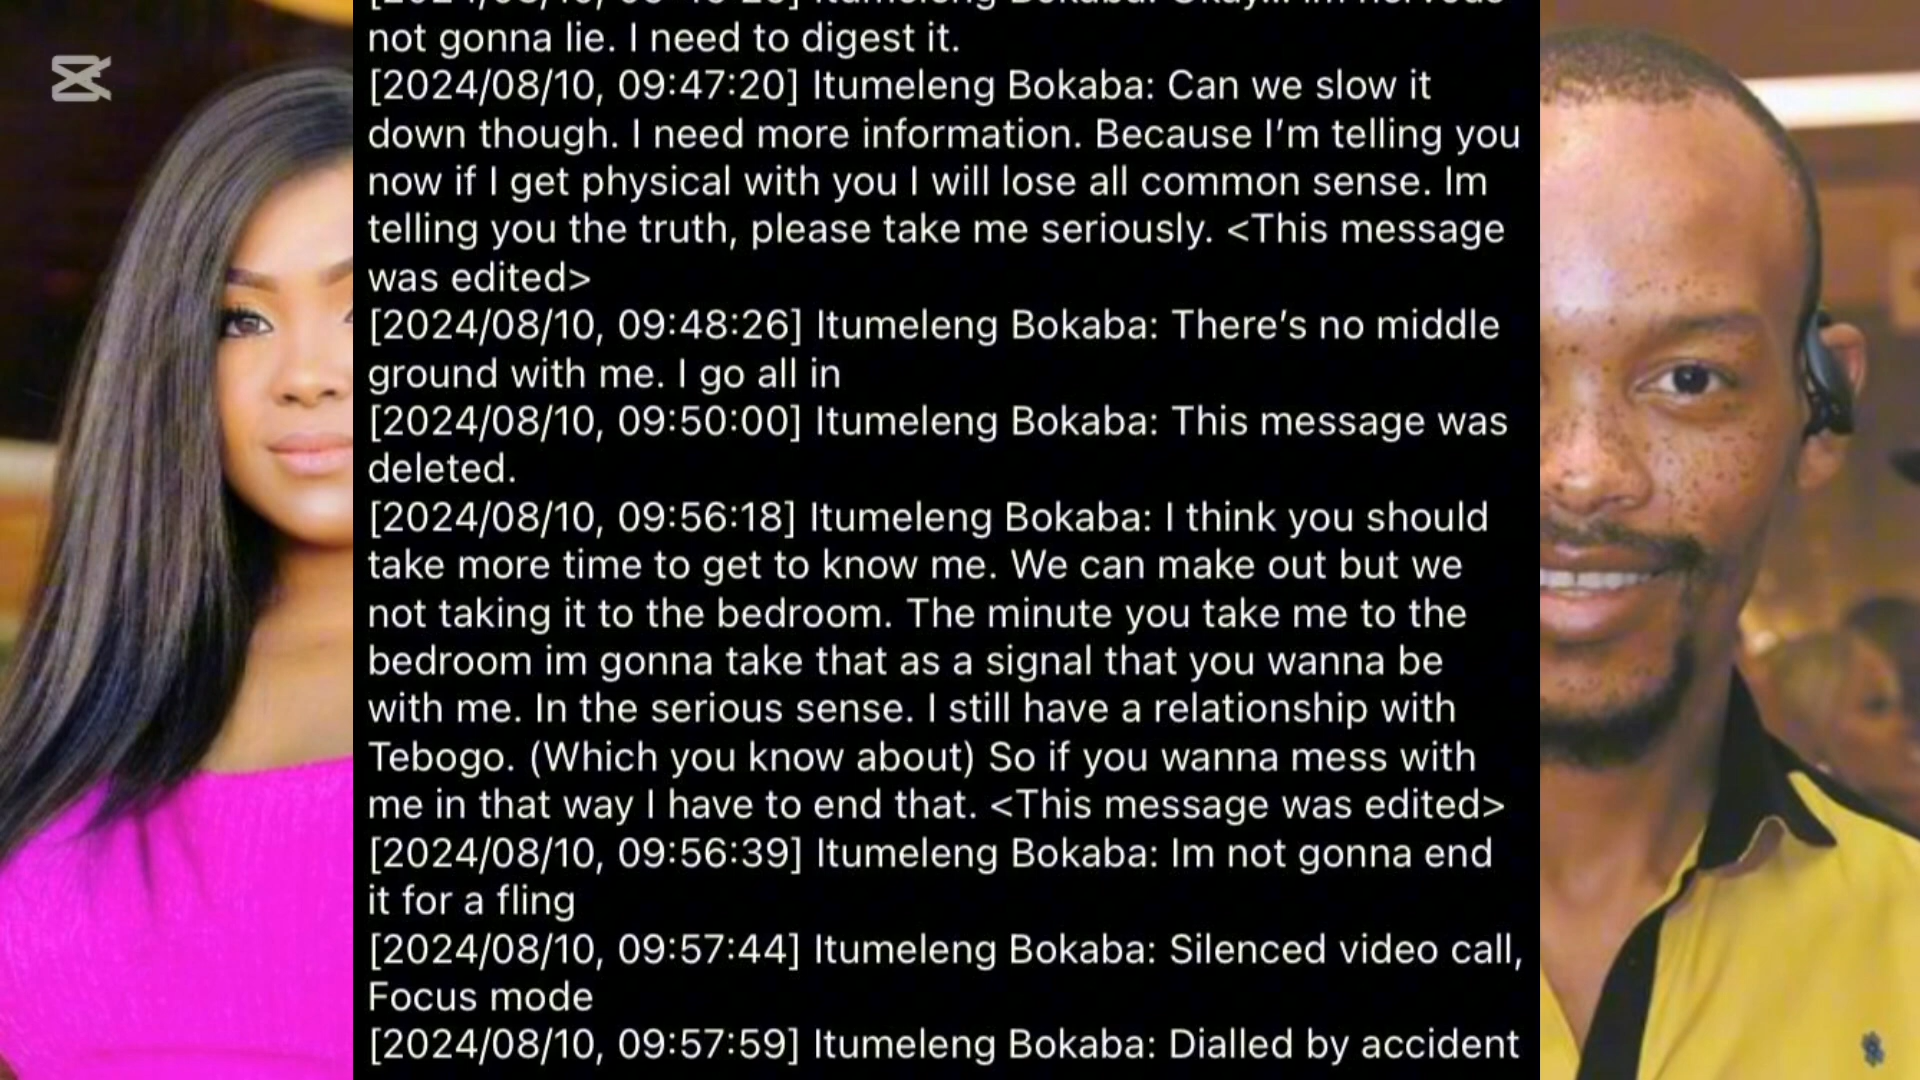 not gonna lie. I need to digest it.
[2024/08/10, 09:47:20] Itumeleng Bokaba: Can we slow it
down though. I need more information. Because I’m telling you
now if I get physical with you I will lose all common sense. Im
telling you the truth, please take me seriously. <This message
was edited>
[2024/08/10, 09:48:26] Itumeleng Bokaba: There’s no middle
ground with me. I go all in
[2024/08/10, 09:50:00] Itumeleng Bokaba: This message was
deleted.
[2024/08/10, 09:56:18] Itumeleng Bokaba: I think you should
take more time to get to know me. We can make out but we
not taking it to the bedroom. The minute you take me to the
bedroom im gonna take that as a signal that you wanna be
with me. In the serious sense. I still have a relationship with
Tebogo. (Which you know about) So if you wanna mess with
me in that way I have to end that. <This message was edited>
[2024/08/10, 09:56:39] Itumeleng Bokaba: Im not gonna end
it for a fling
[2024/08/10, 09:57:44] Itumeleng Bokaba: Silenced video call,
Focus mode
[2024/08/10, 09:57:59] Itumeleng Bokaba: Dialled by accident